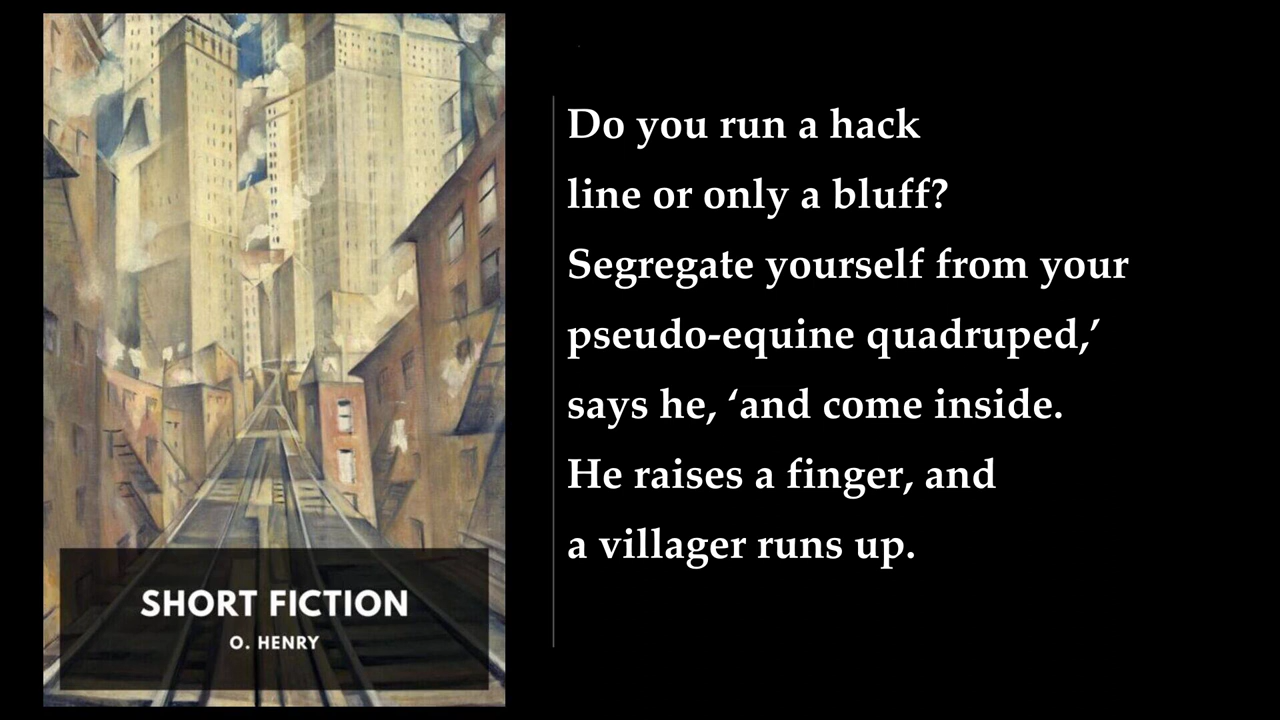 SHORT FICTION
O. HENRY
Do you run a hack
line or only a bluff?
Segregate yourself from your
pseudo-equine quadruped,’
says he, ‘and come inside.
He raises a finger, and
a villager runs up.